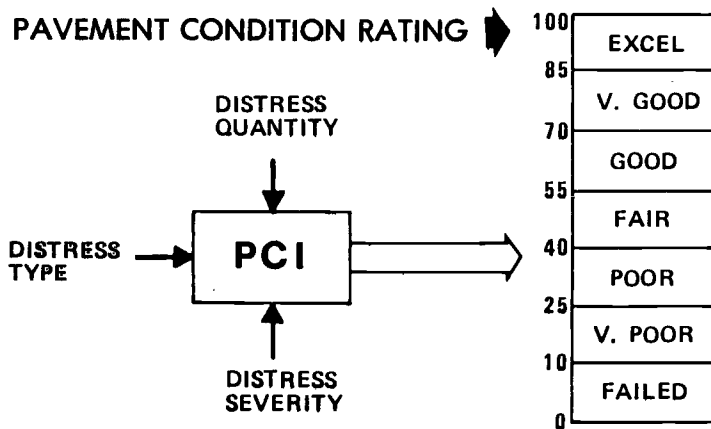 PAVEMENT CONDITION RATING
100
EXCEL
85
V. GOOD
70
GOOD
55
FAIR
40
POOR
25
V. POOR
10
FAILED
0
DISTRESS
QUANTITY
DISTRESS
TYPE
PCI
DISTRESS
SEVERITY